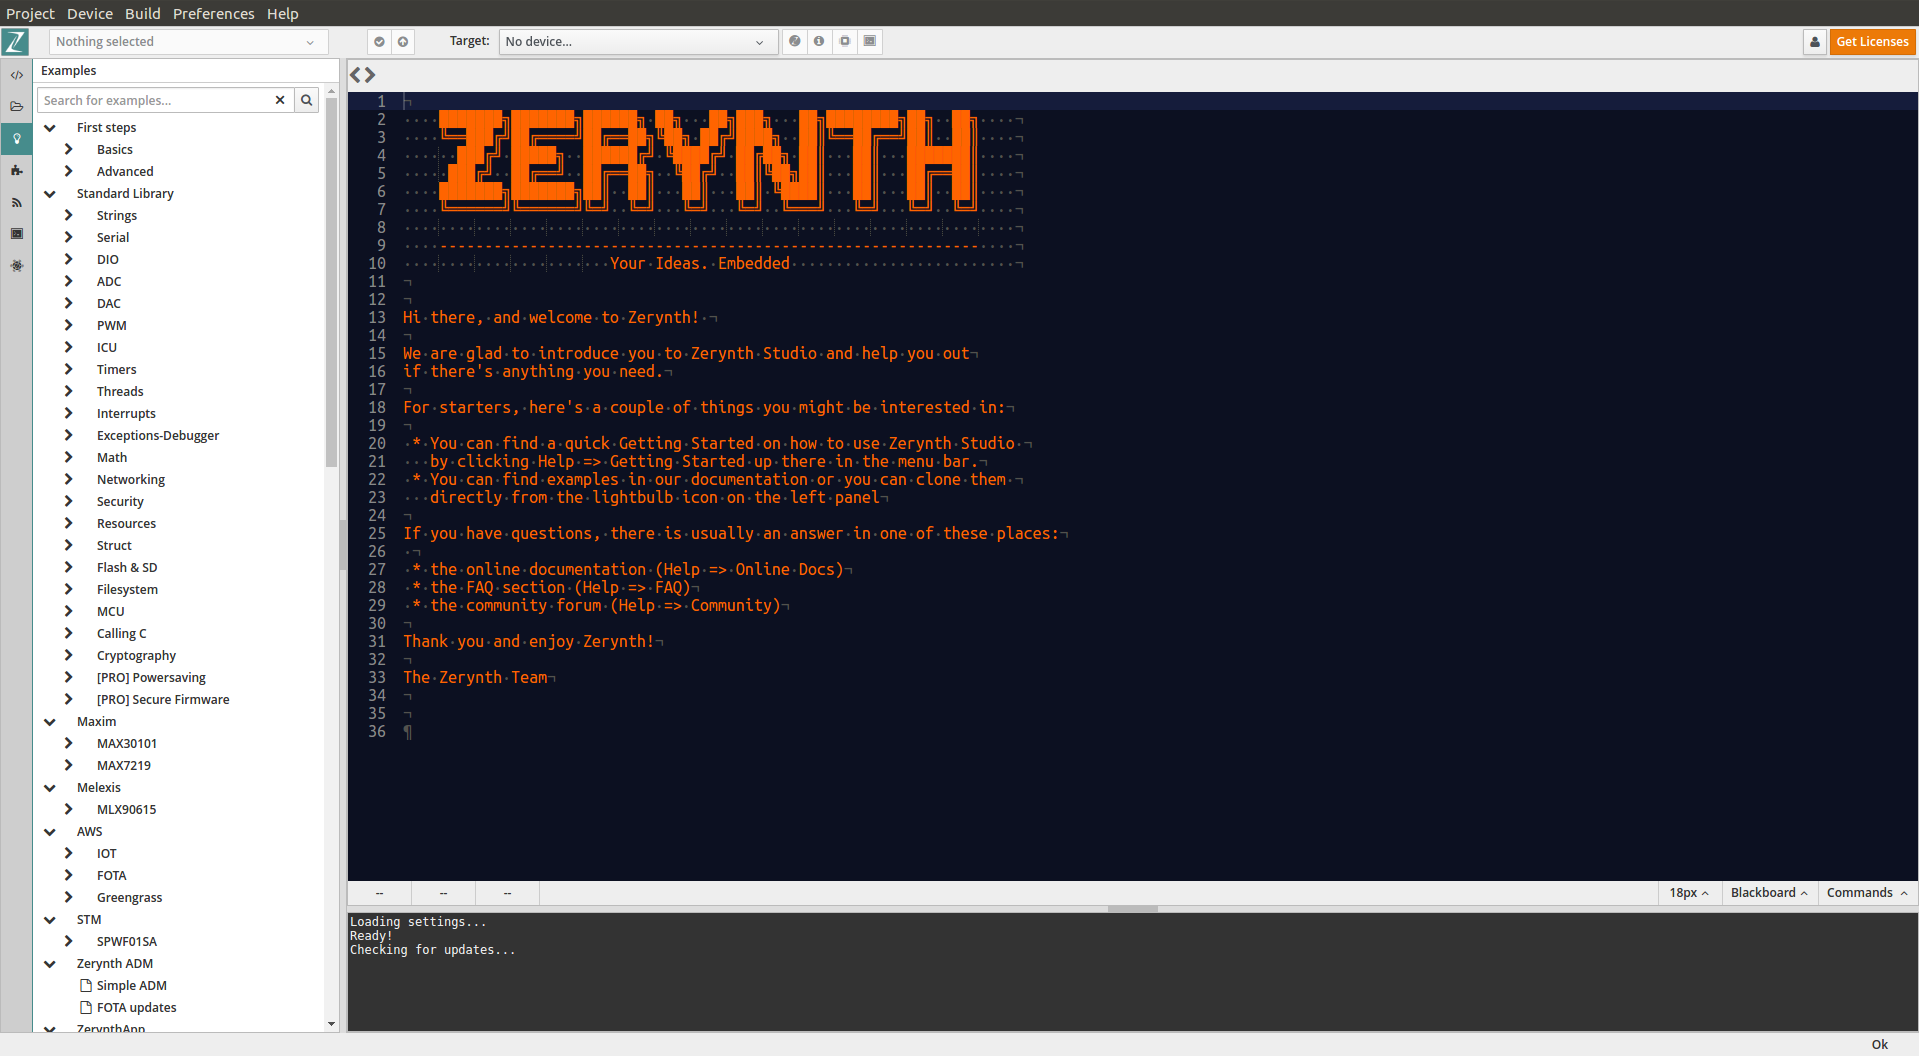 Project Device Build Preferences Help
Nothing selected
Target: No device...
Get Licenses
Examples
Search for examples...
First steps
Basics
Advanced
Standard Library
Strings
Serial
DIO
ADC
DAC
PWM
ICU
Timers
Threads
Interrupts
Exceptions-Debugger
Math
Networking
Security
Resources
Struct
Flash & SD
Filesystem
MCU
Calling C
Cryptography
[PRO] Powersaving
[PRO] Secure Firmware
Maxim
MAX30101
MAX7219
Melexis
MLX90615
AWS
IOT
FOTA
Greengrass
STM
SPWF01SA
Zerynth ADM
Simple ADM
FOTA updates
ZerynthApp
1
2
3
4
5
6
7
ZERYNTH
8
9 ------------------------------------------------------------
10 Your Ideas. Embedded
11
12
13 Hi there, and welcome to Zerynth!
14
15 We are glad to introduce you to Zerynth Studio and help you out
16 if there's anything you need.
17
18 For starters, here's a couple of things you might be interested in:
19
20 * You can find a quick Getting Started on how to use Zerynth Studio
21 by clicking Help => Getting Started up there in the menu bar.
22 * You can find examples in our documentation or you can clone them
23 directly from the lightbulb icon on the left panel
24
25 If you have questions, there is usually an answer in one of these places:
26
27 * the online documentation (Help => Online Docs)
28 * the FAQ section (Help => FAQ)
29 * the community forum (Help => Community)
30
31 Thank you and enjoy Zerynth!
32
33 The Zerynth Team
34
35
36
-- -- --
18px Blackboard Commands
Loading settings...
Ready!
Checking for updates...
Ok